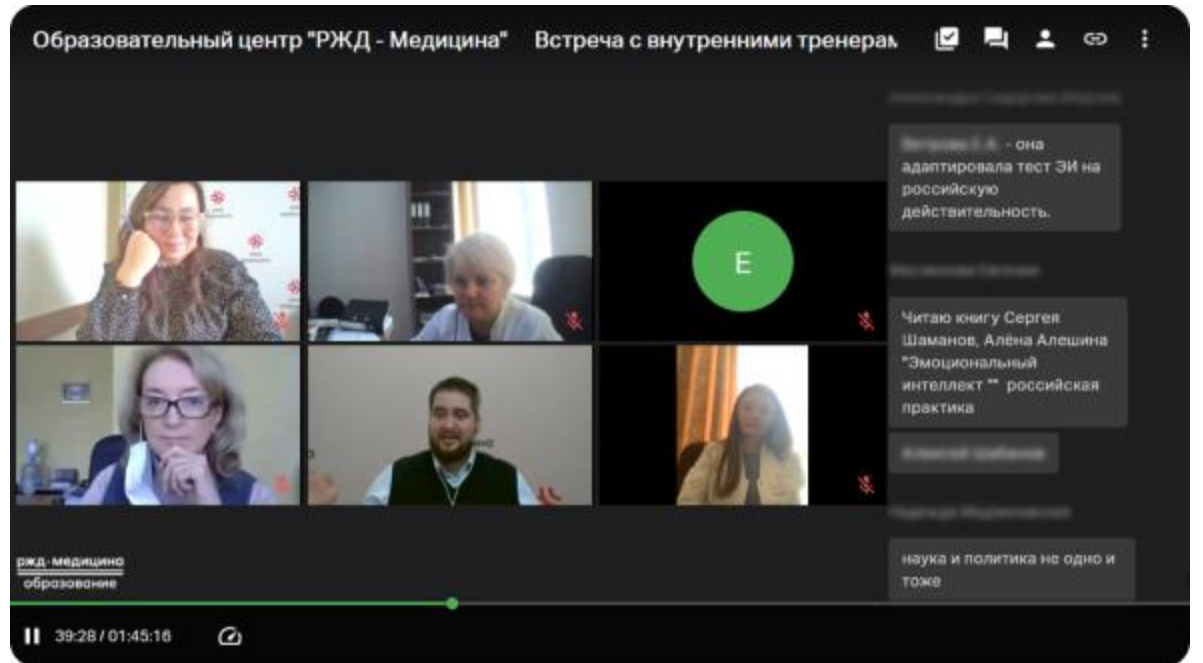 Образовательный центр "РЖД - Медицина" Встреча с внутренними тренерам
- она
адаптировала тест ЭИ на
российскую
действительность.
E
Читаю книгу Сергея
Шаманов, Алёна Алешина
"Эмоциональный
интеллект "" российская
практика
наука и политика не одно и
тоже
ржд-медицина
образование
39:28 / 01:45:16